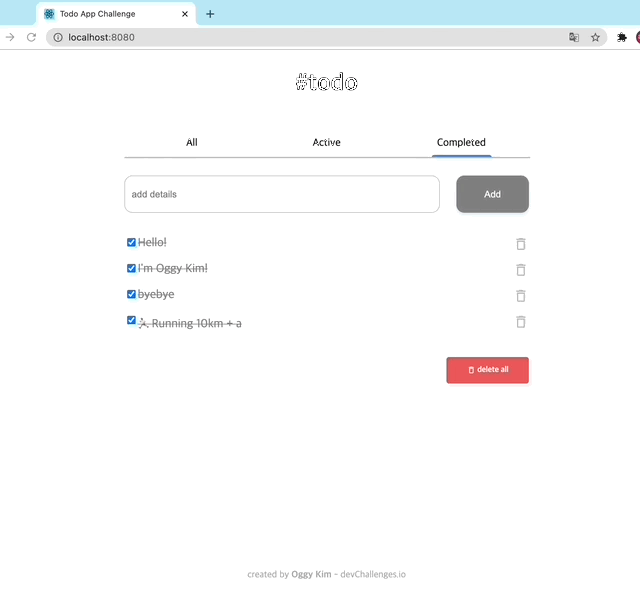 Todo App Challenge
localhost:8080
#todo
All Active Completed
add details Add
Hello!
I'm Oggy Kim!
byebye
Running 10km + a
delete all
created by Oggy Kim - devChallenges.io